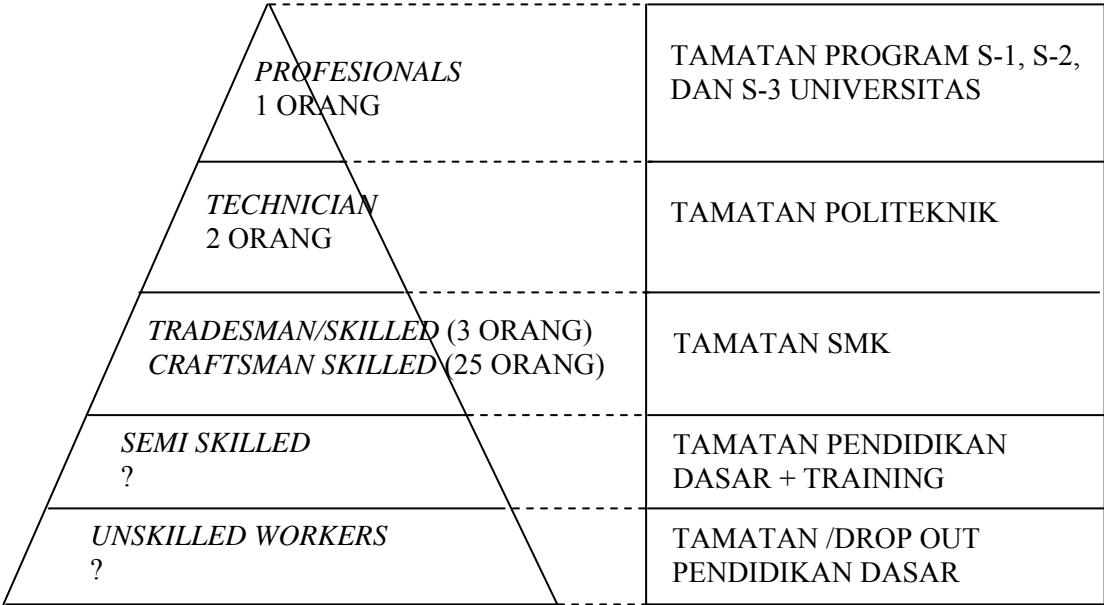 PROFESIONALS
1 ORANG
TAMATAN PROGRAM S-1, S-2,
DAN S-3 UNIVERSITAS
TECHNICIAN
2 ORANG
TAMATAN POLITEKNIK
TRADESMAN/SKILLED (3 ORANG)
CRAFTSMAN SKILLED (25 ORANG)
TAMATAN SMK
SEMI SKILLED
?
TAMATAN PENDIDIKAN
DASAR + TRAINING
UNSKILLED WORKERS
?
TAMATAN /DROP OUT
PENDIDIKAN DASAR